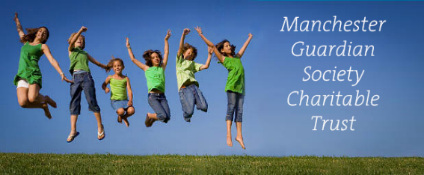 Manchester
Guardian
Society
Charitable
Trust